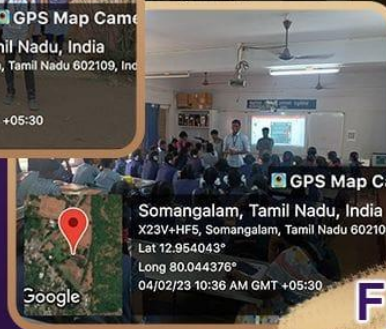 GPS Map Came
il Nadu, India
, Tamil Nadu 602109, Ind
+05:30
GPS Map Ca
Somangalam, Tamil Nadu, India
X23V+HF5, Somangalam, Tamil Nadu 60210
Lat 12.954043°
Long 80.044376°
04/02/23 10:36 AM GMT +05:30
Google
F